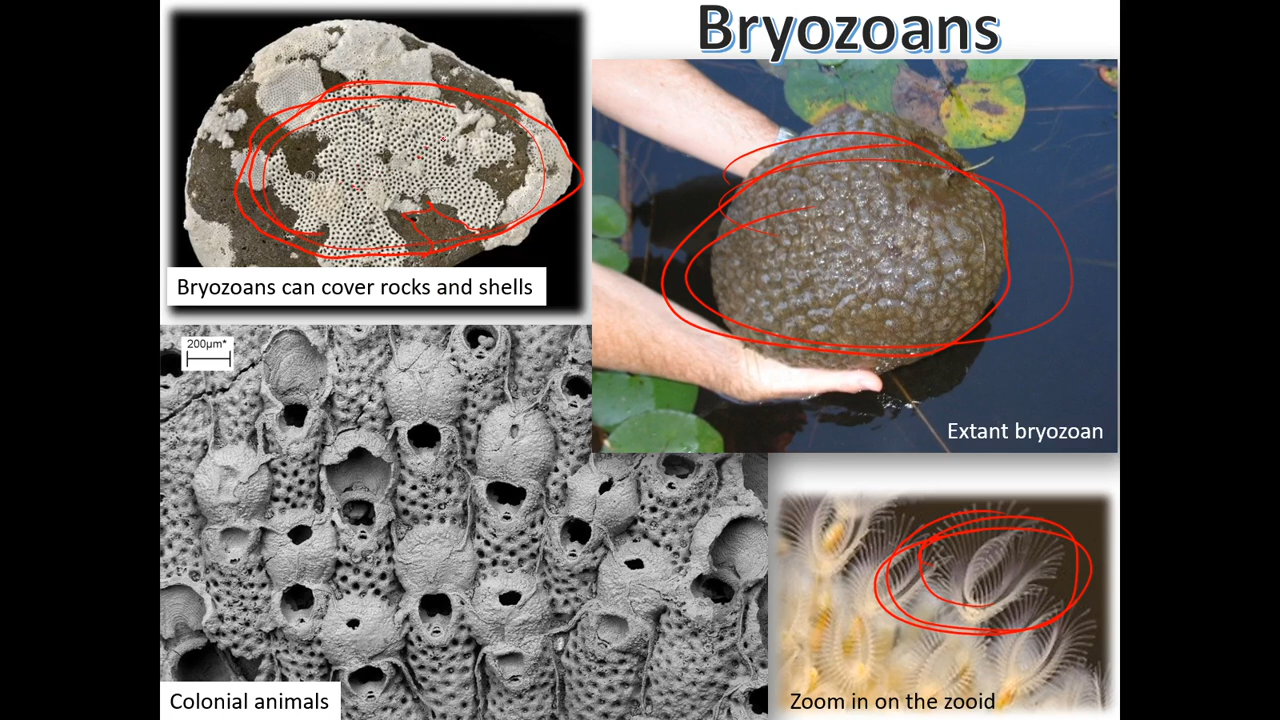 Bryozoans
Bryozoans can cover rocks and shells
200µm*
Extant bryozoan
Colonial animals
Zoom in on the zooid